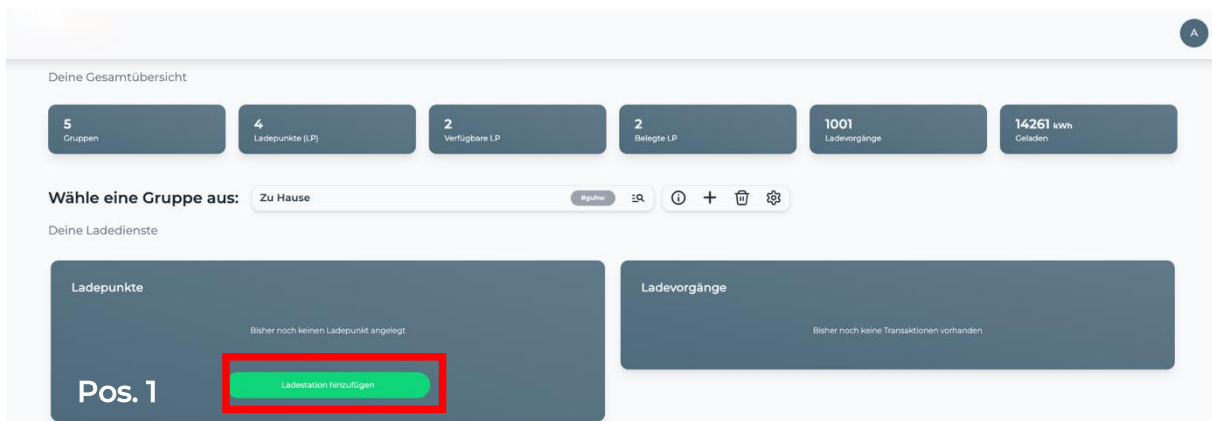 A
Deine Gesamtübersicht
5
Gruppen
4
Ladepunkte (LP)
2
Verfügbare LP
2
Belegte LP
1001
Ladevorgänge
14261 kWh
Geladen
Wähle eine Gruppe aus: Zu Hause #guhw
Deine Ladedienste
Ladepunkte
Bisher noch keinen Ladepunkt angelegt
Ladestation hinzufügen
Pos. 1
Ladevorgänge
Bisher noch keine Transaktionen vorhanden